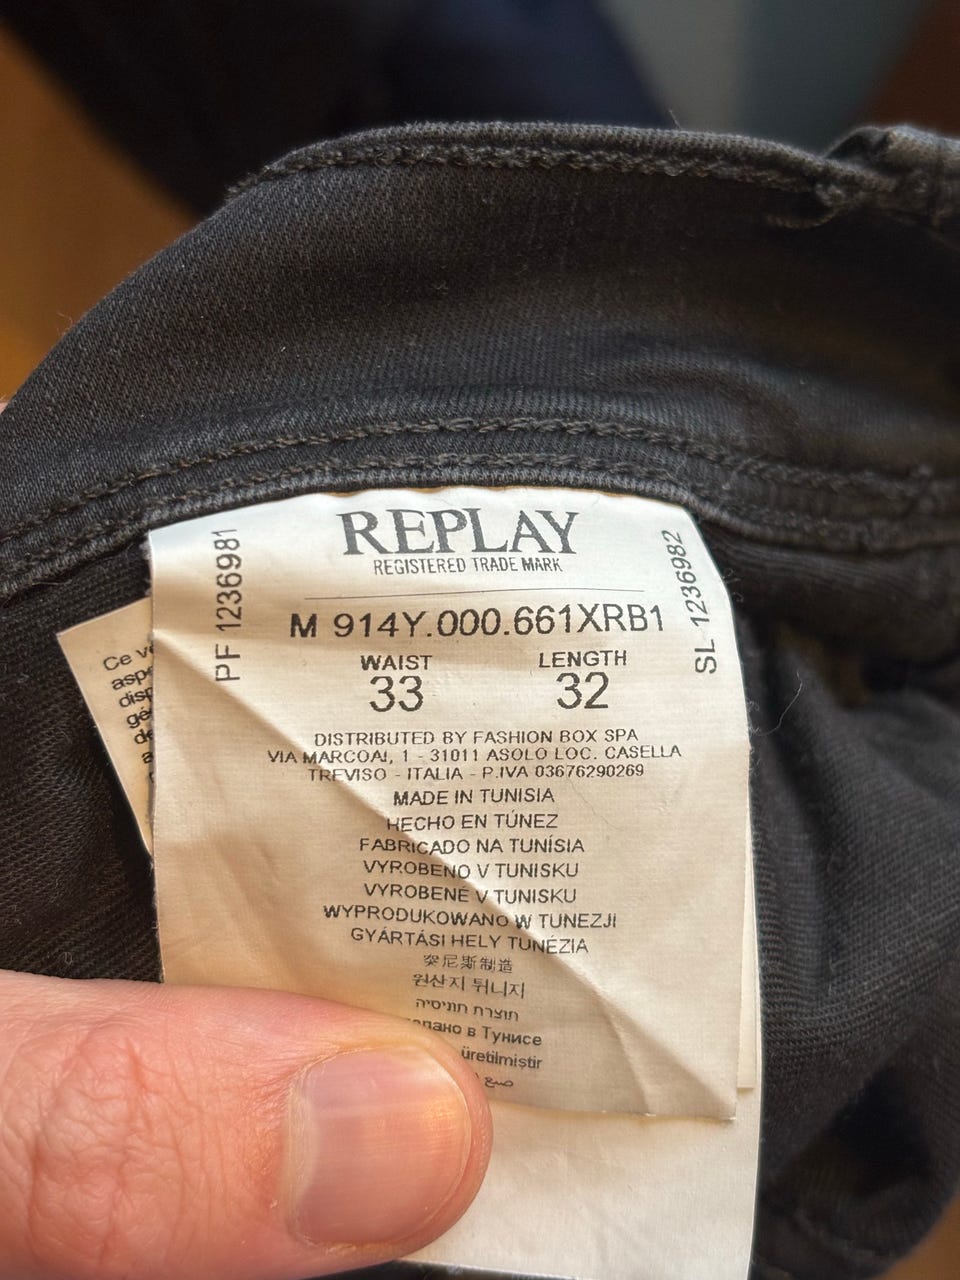 REPLAY
REGISTERED TRADE MARK
PF 1236981
SL 1236982
M 914Y.000.661XRB1
WAIST LENGTH
33 32
DISTRIBUTED BY FASHION BOX SPA
VIA MARCOAI, 1 - 31011 ASOLO LOC. CASELLA
TREVISO - ITALIA - P.IVA 03676290269
MADE IN TUNISIA
HECHO EN TÚNEZ
FABRICADO NA TUNÍSIA
VYROBENO V TUNISKU
VYROBENÉ V TUNISKU
WYPRODUKOWANO W TUNEZJI
GYÁRTÁSI HELY TUNÉZIA
突尼斯制造
원산지 튀니지
תוצרת תוניסיה
в Тунисе
üretilmiştir
صنع
Ce